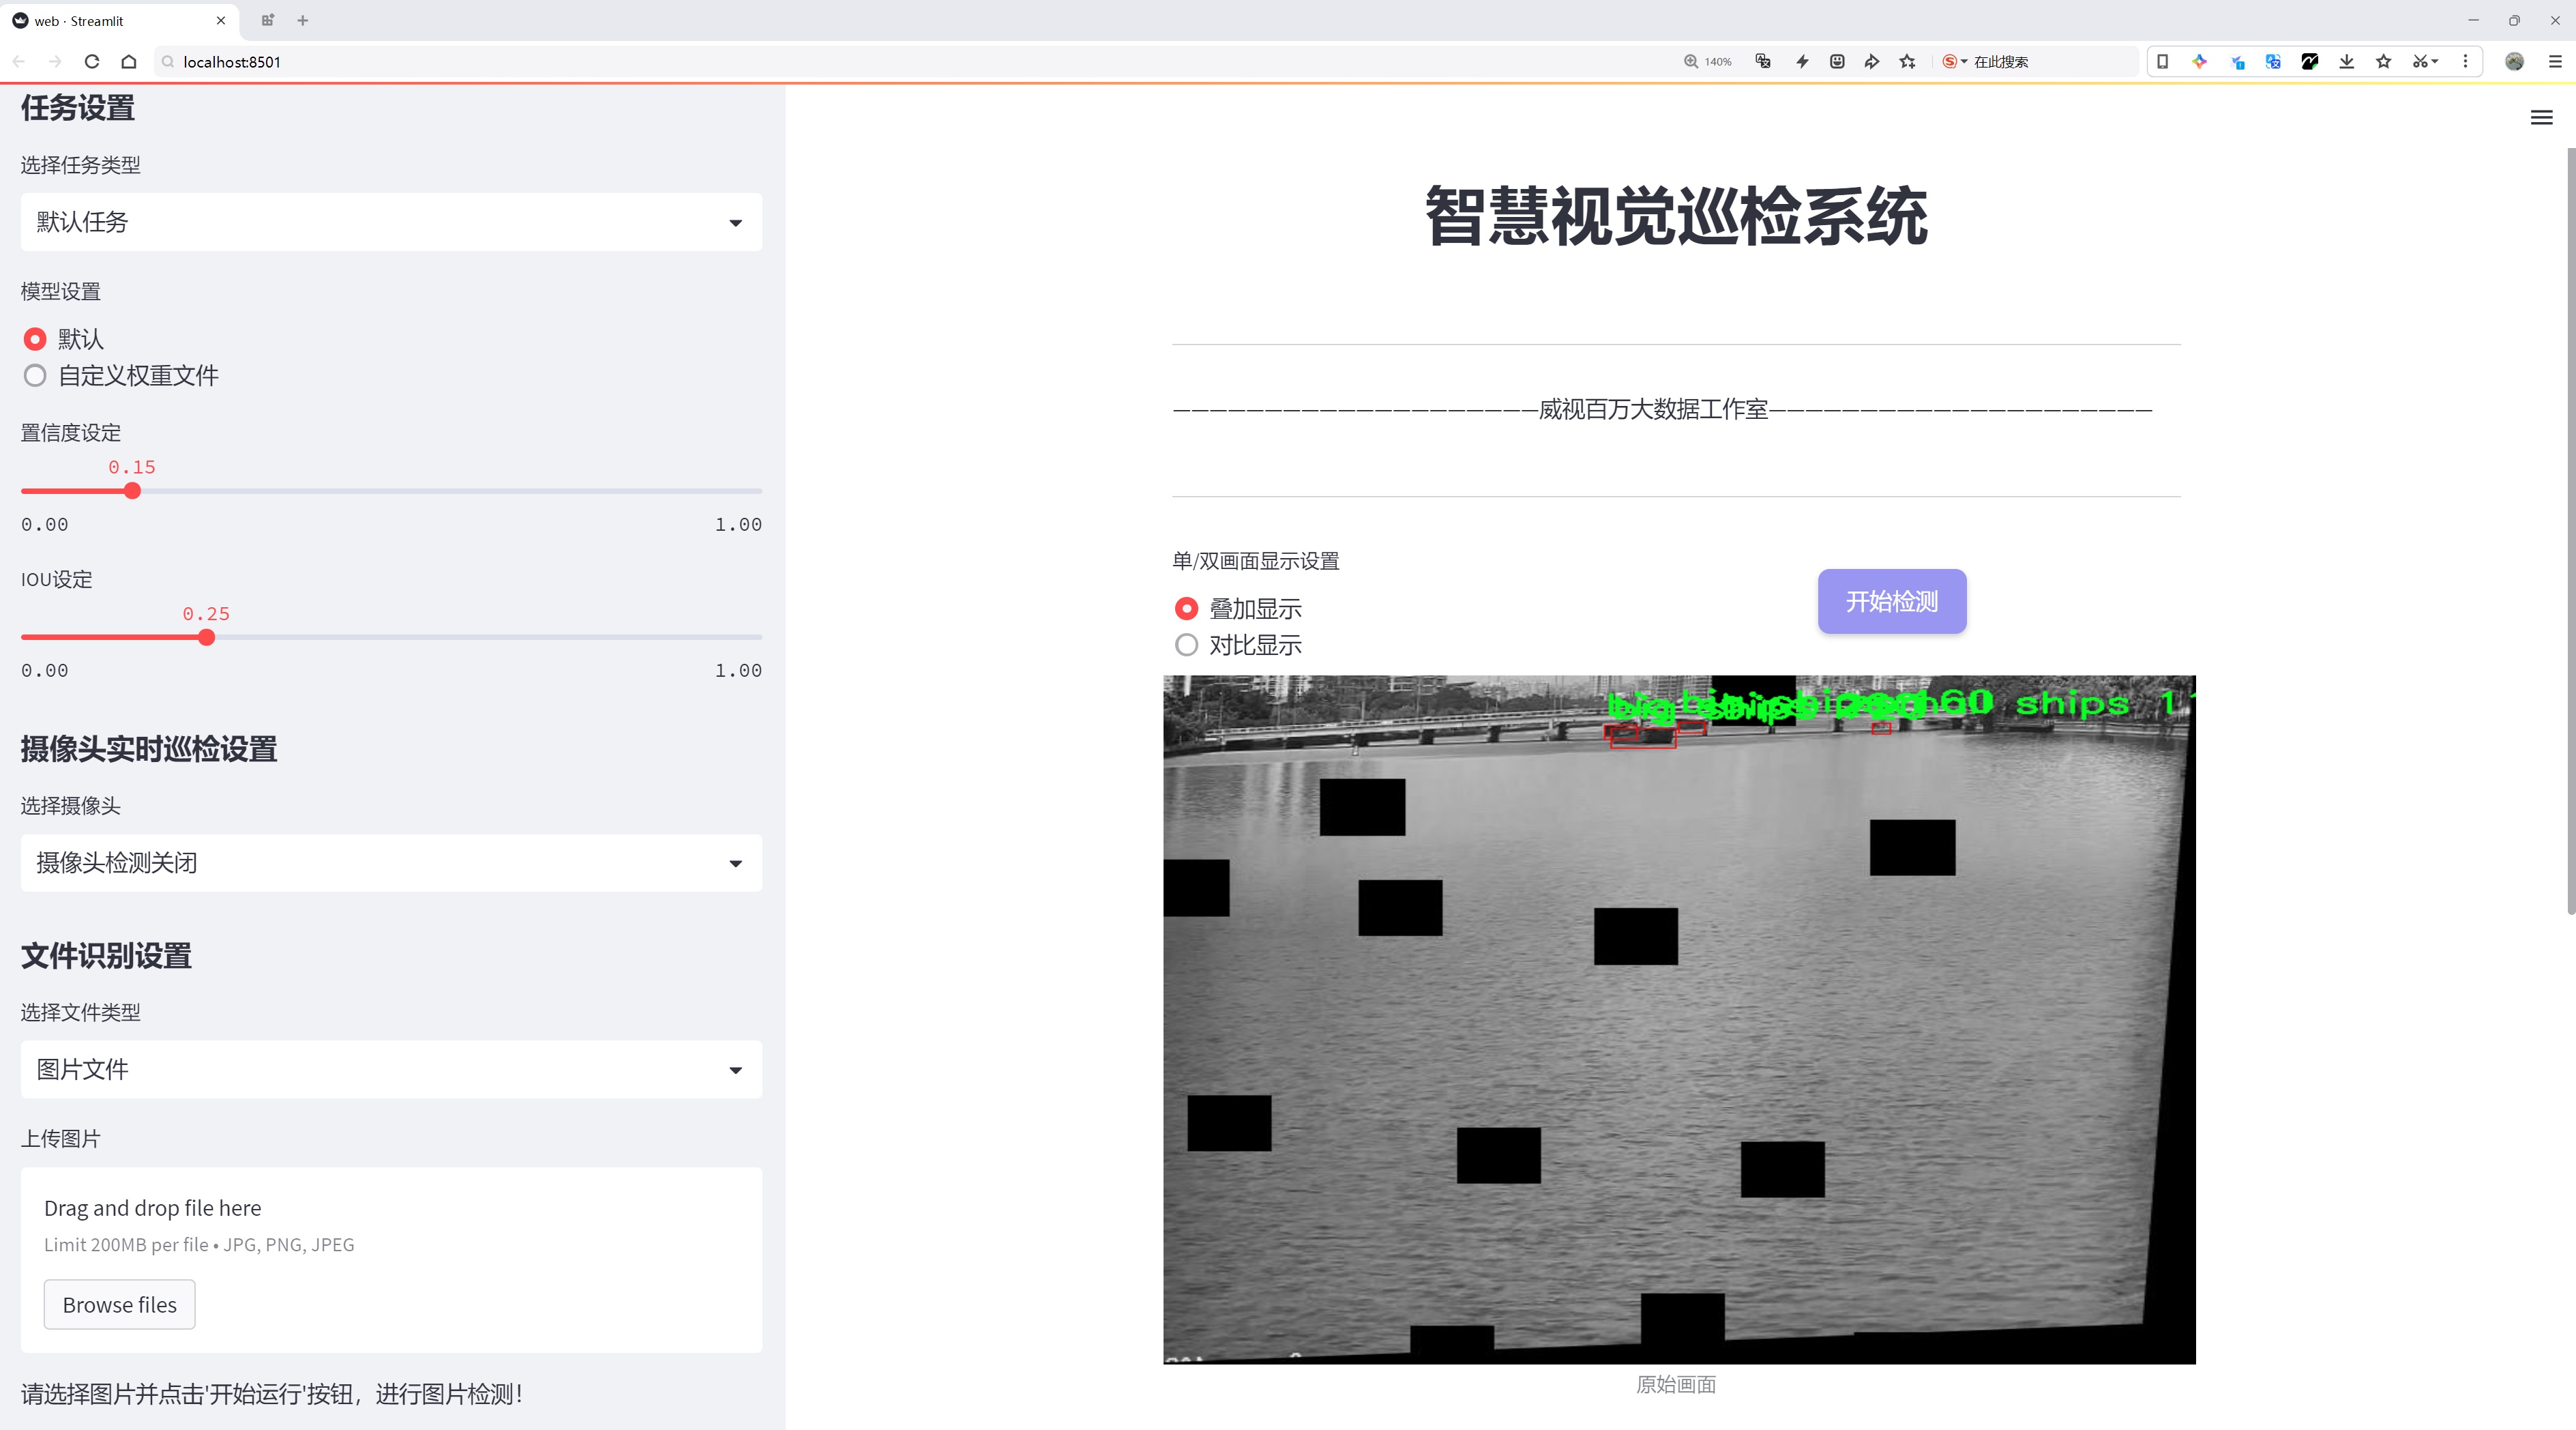 web · Streamlit
localhost:8501
140%
在此搜索
任务设置
选择任务类型
默认任务
模型设置
默认
自定义权重文件
置信度设定
0.15
0.00
1.00
IOU设定
0.25
0.00
1.00
摄像头实时巡检设置
选择摄像头
摄像头检测关闭
文件识别设置
选择文件类型
图片文件
上传图片
Drag and drop file here
Limit 200MB per file • JPG, PNG, JPEG
Browse files
请选择图片并点击'开始运行'按钮，进行图片检测！
智慧视觉巡检系统
—————————————————————威视百万大数据工作室—————————————————————
单/双画面显示设置
叠加显示
对比显示
开始检测
ships
原始画面